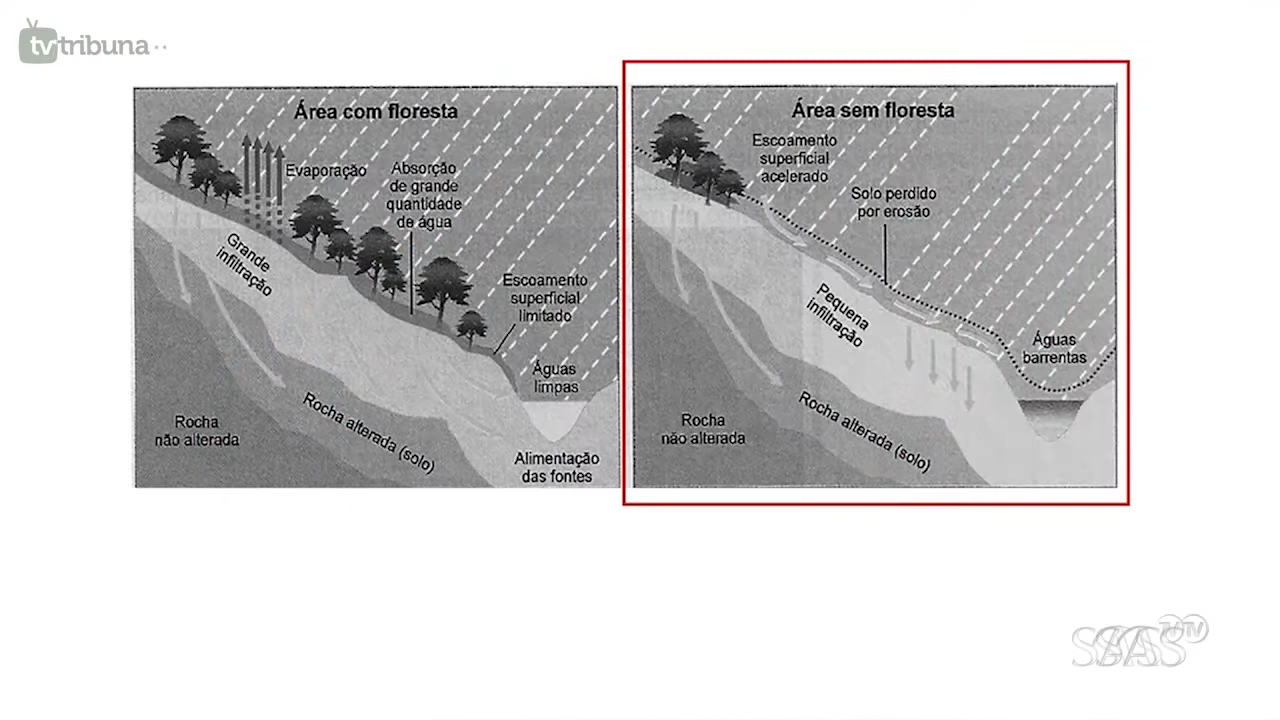 tvtribuna
Área com floresta
Evaporação
Absorção
de grande
quantidade
de água
Grande
infiltração
Escoamento
superficial
limitado
Águas
limpas
Rocha
não alterada
Rocha alterada (solo)
Alimentação
das fontes
Área sem floresta
Escoamento
superficial
acelerado
Solo perdido
por erosão
Pequena
infiltração
Águas
barrentas
Rocha
não alterada
Rocha alterada (solo)